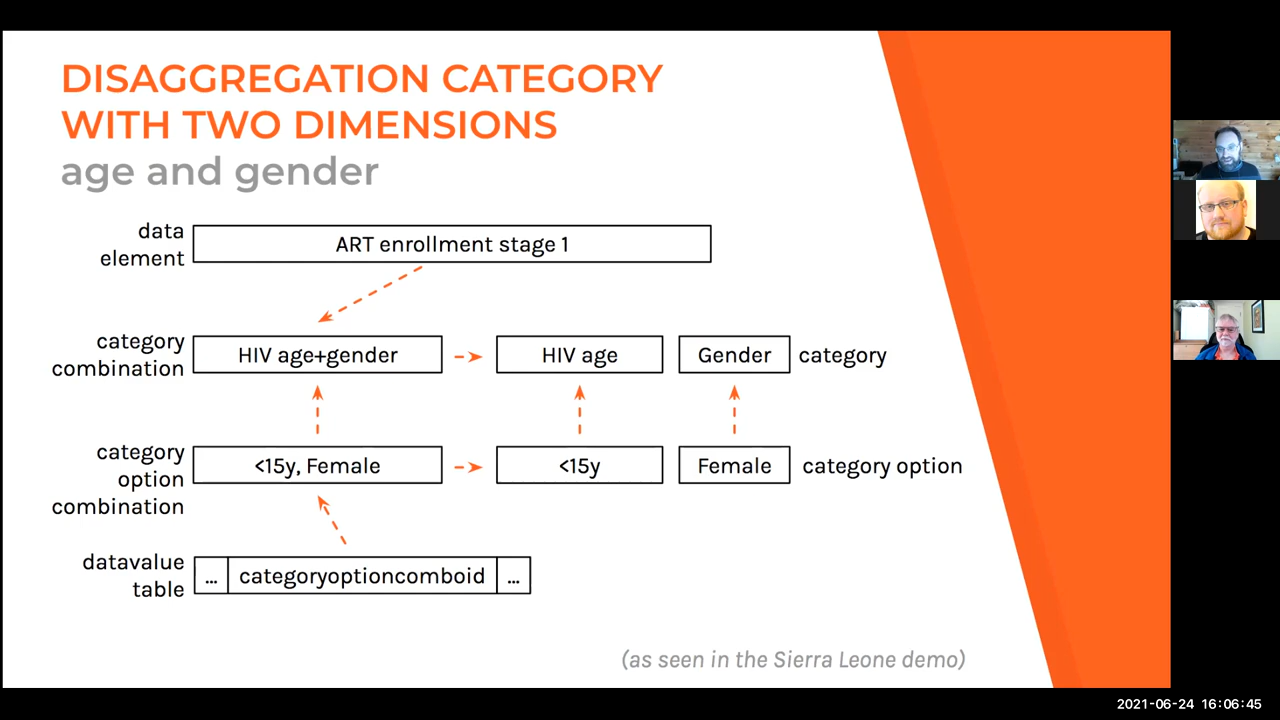 DISAGGREGATION CATEGORY
WITH TWO DIMENSIONS
age and gender
data
element
ART enrollment stage 1
category
combination
HIV age+gender
HIV age
Gender
category
category
option
combination
<15y, Female
<15y
Female
category option
datavalue
table
...
categoryoptioncomboid
...
(as seen in the Sierra Leone demo)
2021-06-24 16:06:45